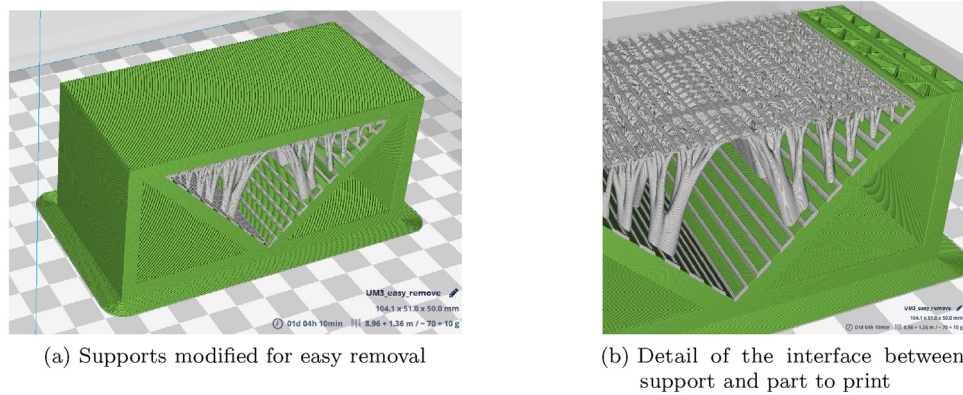 UM3_easy_remove
104.1 x 51.0 x 50.0 mm
01d 04h 10min 8.96 + 1.36 m / ~ 70 + 10 g
UM3_easy_remove
104.1 x 51.0 x 50.0 mm
01d 04h 10min 8.96 + 1.36 m / ~ 70 + 10 g
(a) Supports modified for easy removal
(b) Detail of the interface between
support and part to print